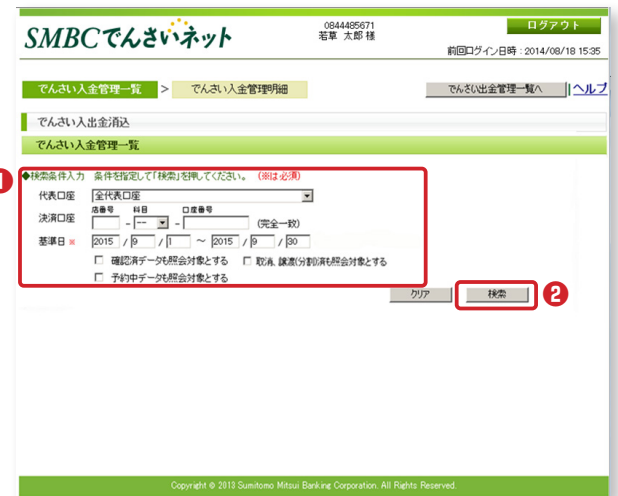 SMBCでんさいネット
0844485671
若草 太郎 様
ログアウト
前回ログイン日時：2014/08/18 15:35
でんさい入金管理一覧 > でんさい入金管理明細
でんさい出金管理一覧へ | ヘルプ
でんさい入出金消込
でんさい入金管理一覧
1
◆検索条件入力 条件を指定して「検索」を押してください。 (※は必須)
代表口座 全代表口座
店番号 科目 口座番号
決済口座 - -- - (完全一致)
基準日 ※ 2015 / 9 / 1 ～ 2015 / 9 / 30
確認済データも照会対象とする 取消、譲渡(分割)済も照会対象とする
予約中データも照会対象とする
クリア 検索 2
Copyright © 2013 Sumitomo Mitsui Banking Corporation. All Rights Reserved.